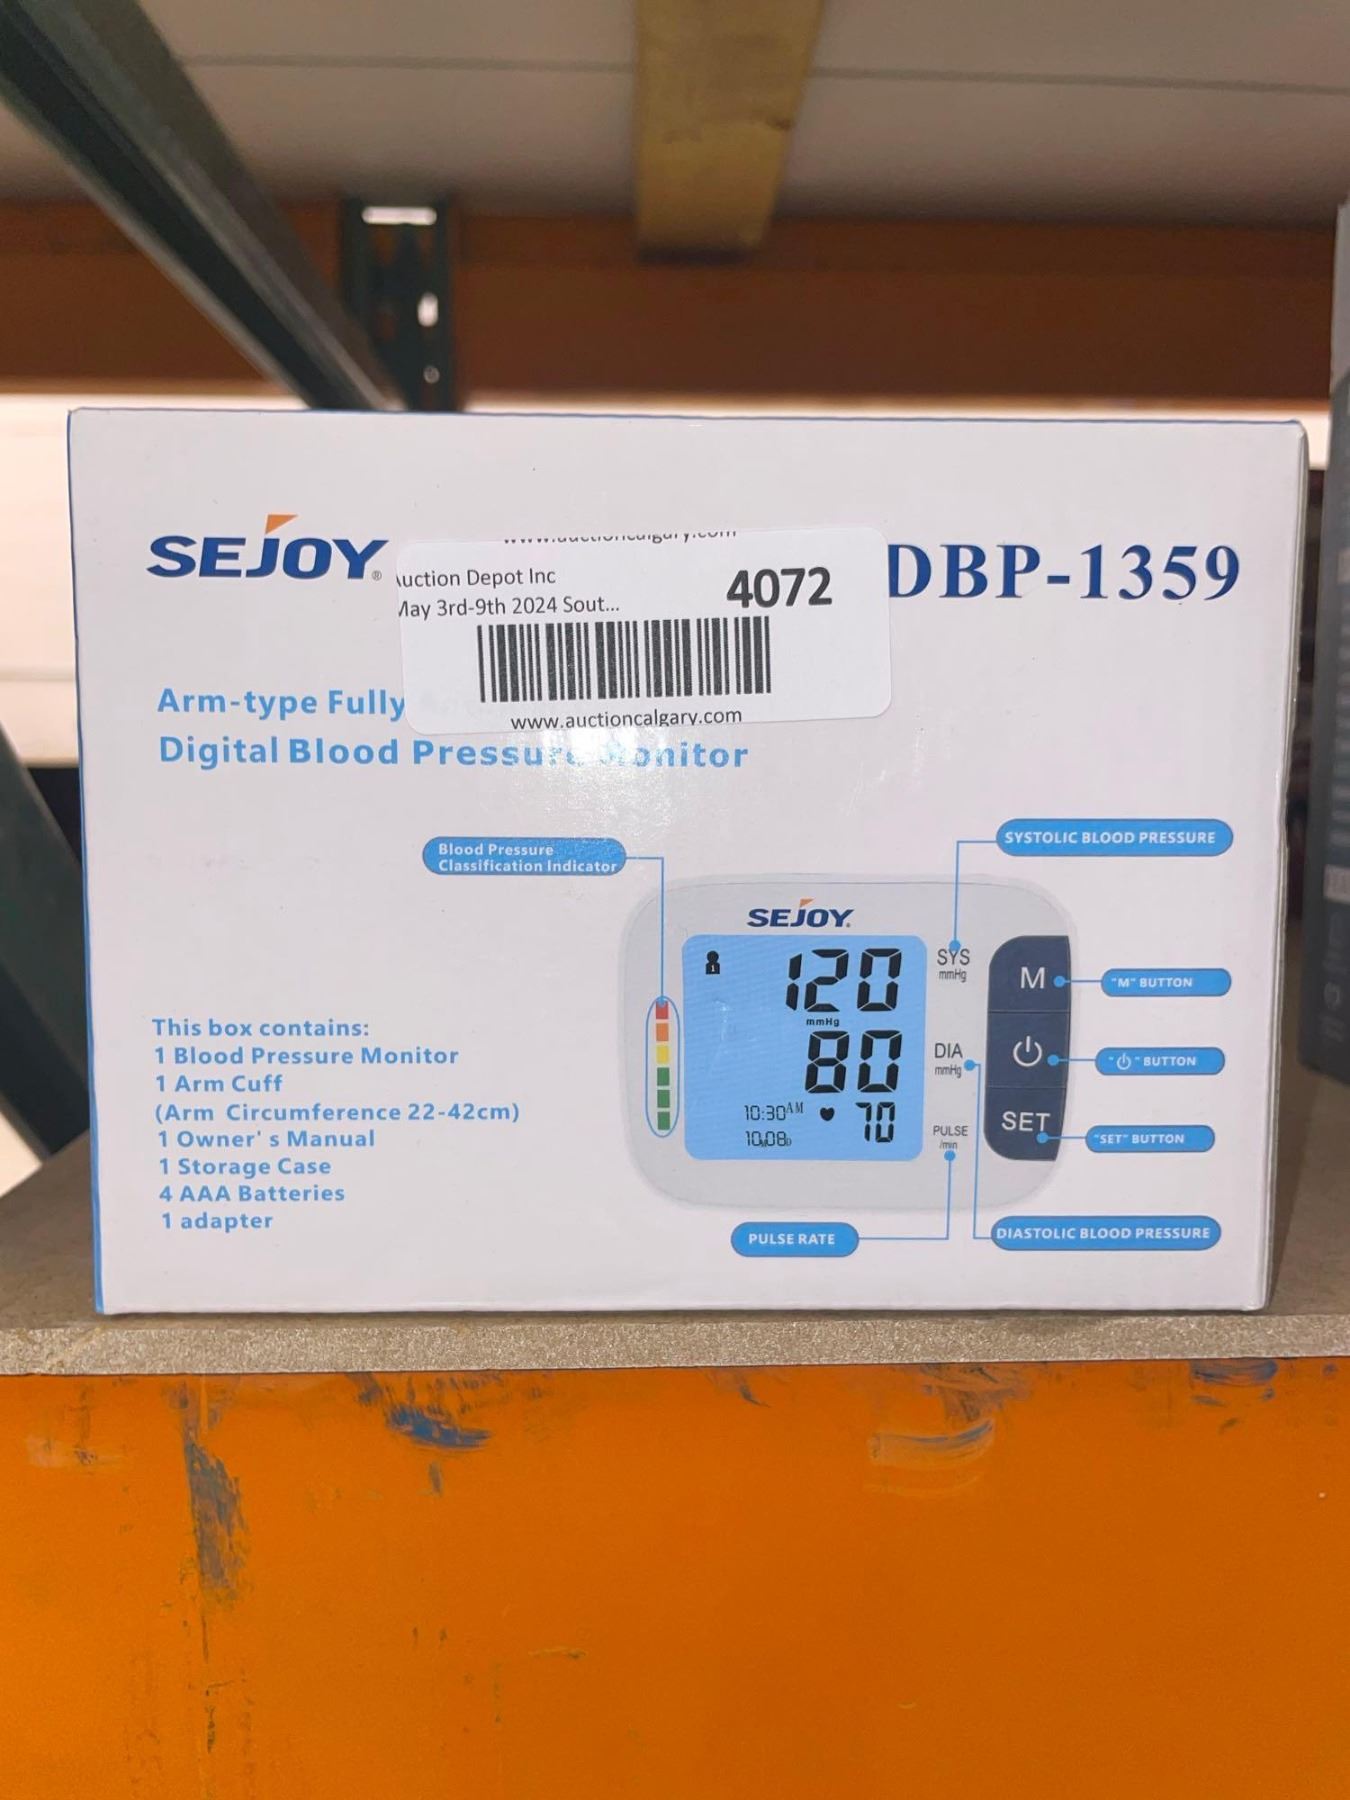 SEJOY®
www.auctioncalgary.com
uction Depot Inc
May 3rd-9th 2024 Sout...
4072
www.auctioncalgary.com
DBP-1359
Arm-type Fully
Digital Blood Pressure Monitor
Blood Pressure
Classification Indicator
SYSTOLIC BLOOD PRESSURE
SEJOY®
1
120
mmHg
80
10:30AM
70
10M08D
SYS
mmHg
DIA
mmHg
PULSE
/min
M
SET
"M" BUTTON
"⏻" BUTTON
"SET" BUTTON
PULSE RATE
DIASTOLIC BLOOD PRESSURE
This box contains:
1 Blood Pressure Monitor
1 Arm Cuff
(Arm Circumference 22-42cm)
1 Owner's Manual
1 Storage Case
4 AAA Batteries
1 adapter